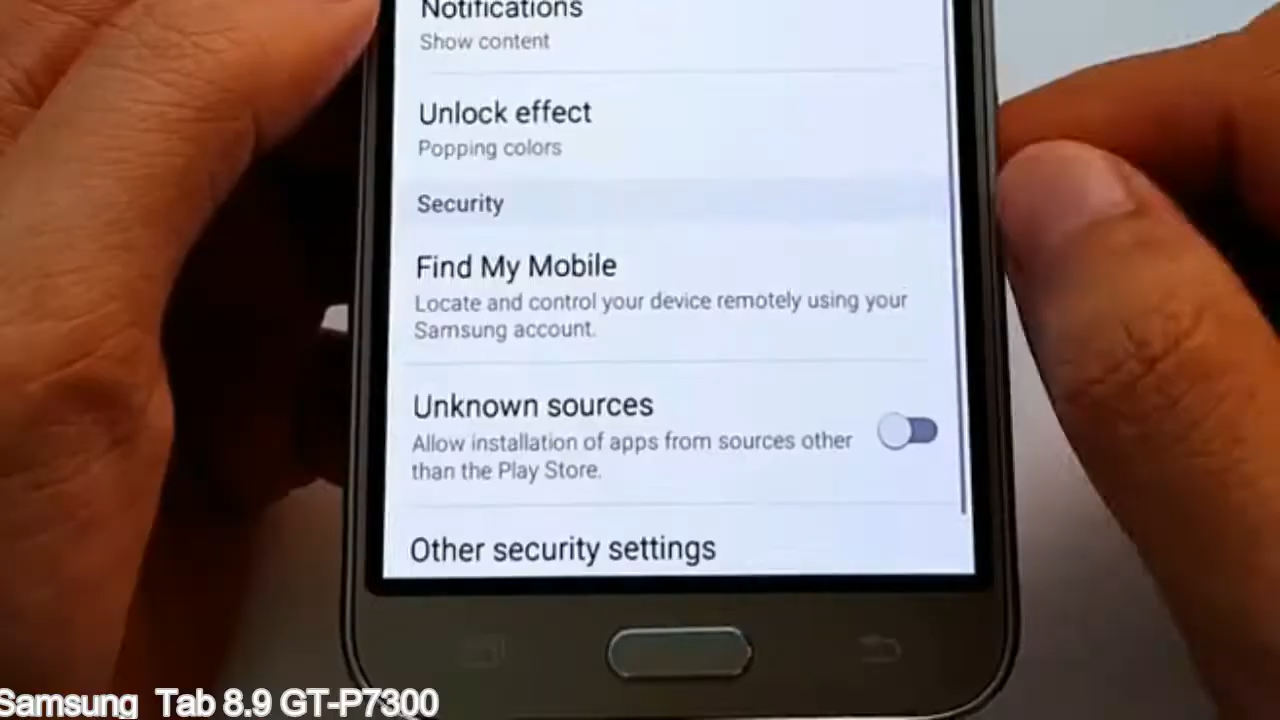 Notifications
Show content
Unlock effect
Popping colors
Security
Find My Mobile
Locate and control your device remotely using your
Samsung account.
Unknown sources
Allow installation of apps from sources other
than the Play Store.
Other security settings
Samsung Tab 8.9 GT-P7300